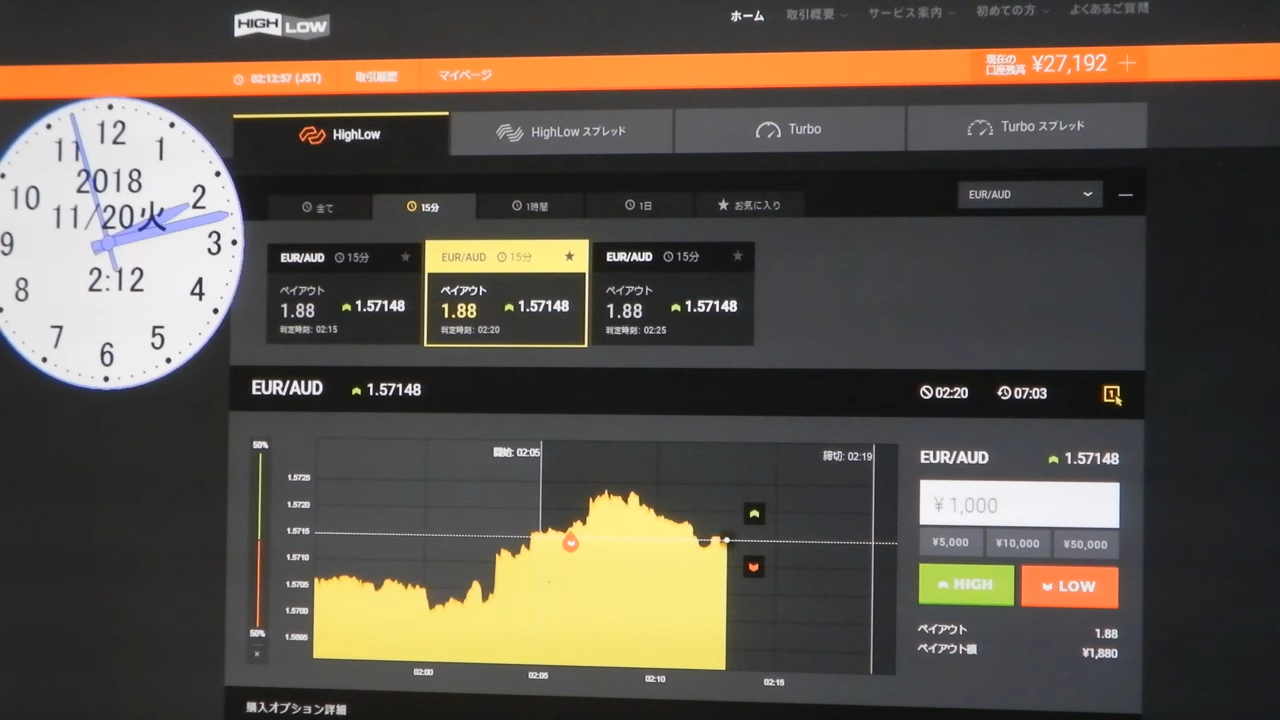 HIGH LOW
ホーム 取引概要 サービス案内 初めての方 よくあるご質問
02:12:57 (JST) 取引履歴 マイページ 現在の口座残高 ¥27,192 +
HighLow HighLow スプレッド Turbo Turbo スプレッド
全て 15分 1時間 1日 お気に入り EUR/AUD
EUR/AUD 15分
ペイアウト
1.88 1.57148
判定時刻: 02:15
EUR/AUD 15分
ペイアウト
1.88 1.57148
判定時刻: 02:20
EUR/AUD 15分
ペイアウト
1.88 1.57148
判定時刻: 02:25
12
11 1
2018
10 2
11/20火
9 3
2:12
8 4
7 5
6
EUR/AUD 1.57148 02:20 07:03 1
50%
開始: 02:05 締切: 02:19
1.5725
1.5720
1.5715
1.5710
1.5705
1.5700
1.5695
50%
×
02:00 02:05 02:10 02:15
EUR/AUD 1.57148
¥ 1,000
¥5,000 ¥10,000 ¥50,000
HIGH LOW
ペイアウト 1.88
ペイアウト額 ¥1,880
購入オプション詳細